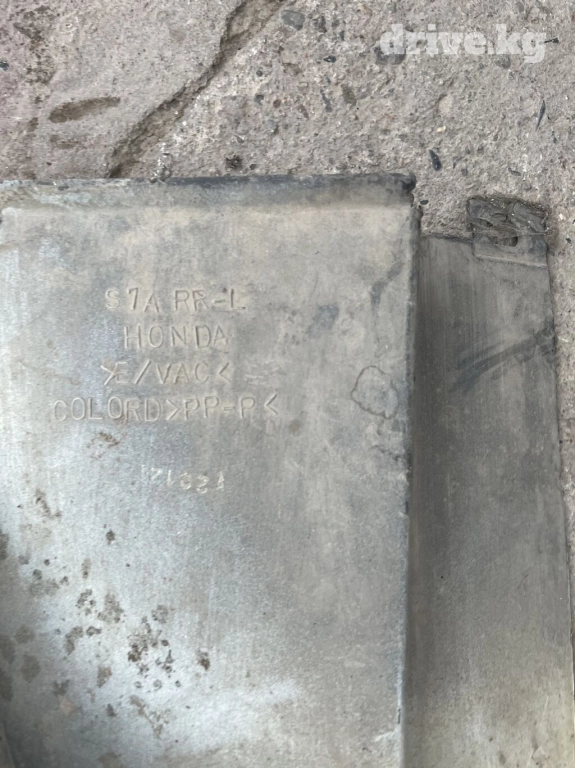 drive.kg
S7A RR-L
HONDA
>E/VAC<
COLORD>PP-P<